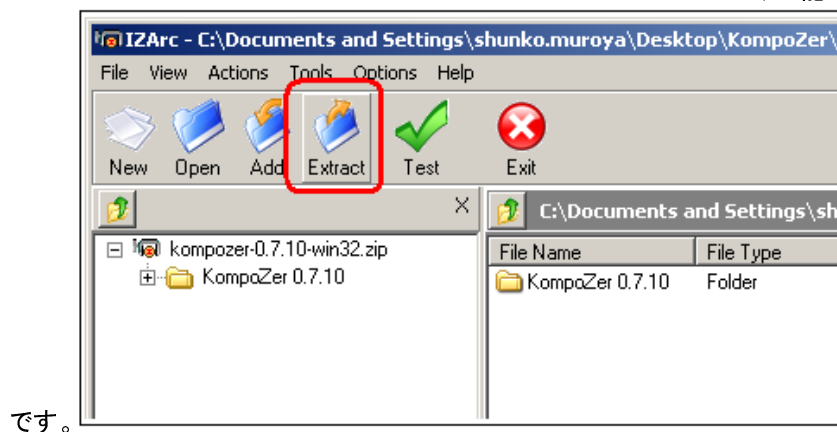 IZArc - C:\Documents and Settings\shunko.muroya\Desktop\KompoZer\
File View Actions Tools Options Help
New Open Add Extract Test Exit
C:\Documents and Settings\sh
kompozer-0.7.10-win32.zip
KompoZer 0.7.10
File Name File Type
KompoZer 0.7.10 Folder
です。